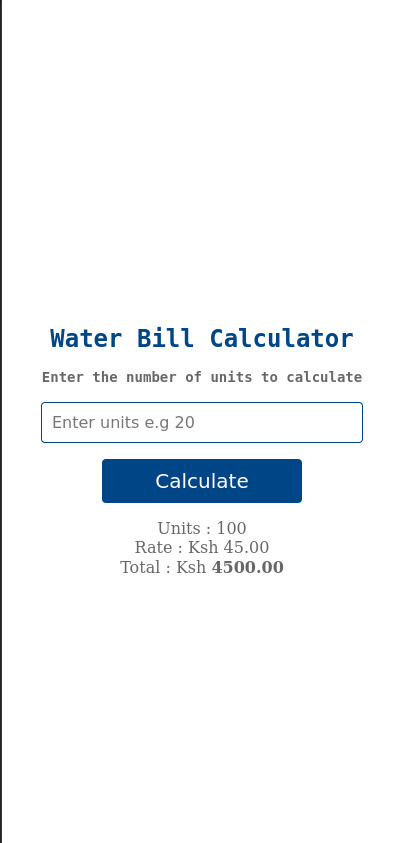 Water Bill Calculator
Enter the number of units to calculate
Enter units e.g 20
Calculate
Units : 100
Rate : Ksh 45.00
Total : Ksh 4500.00